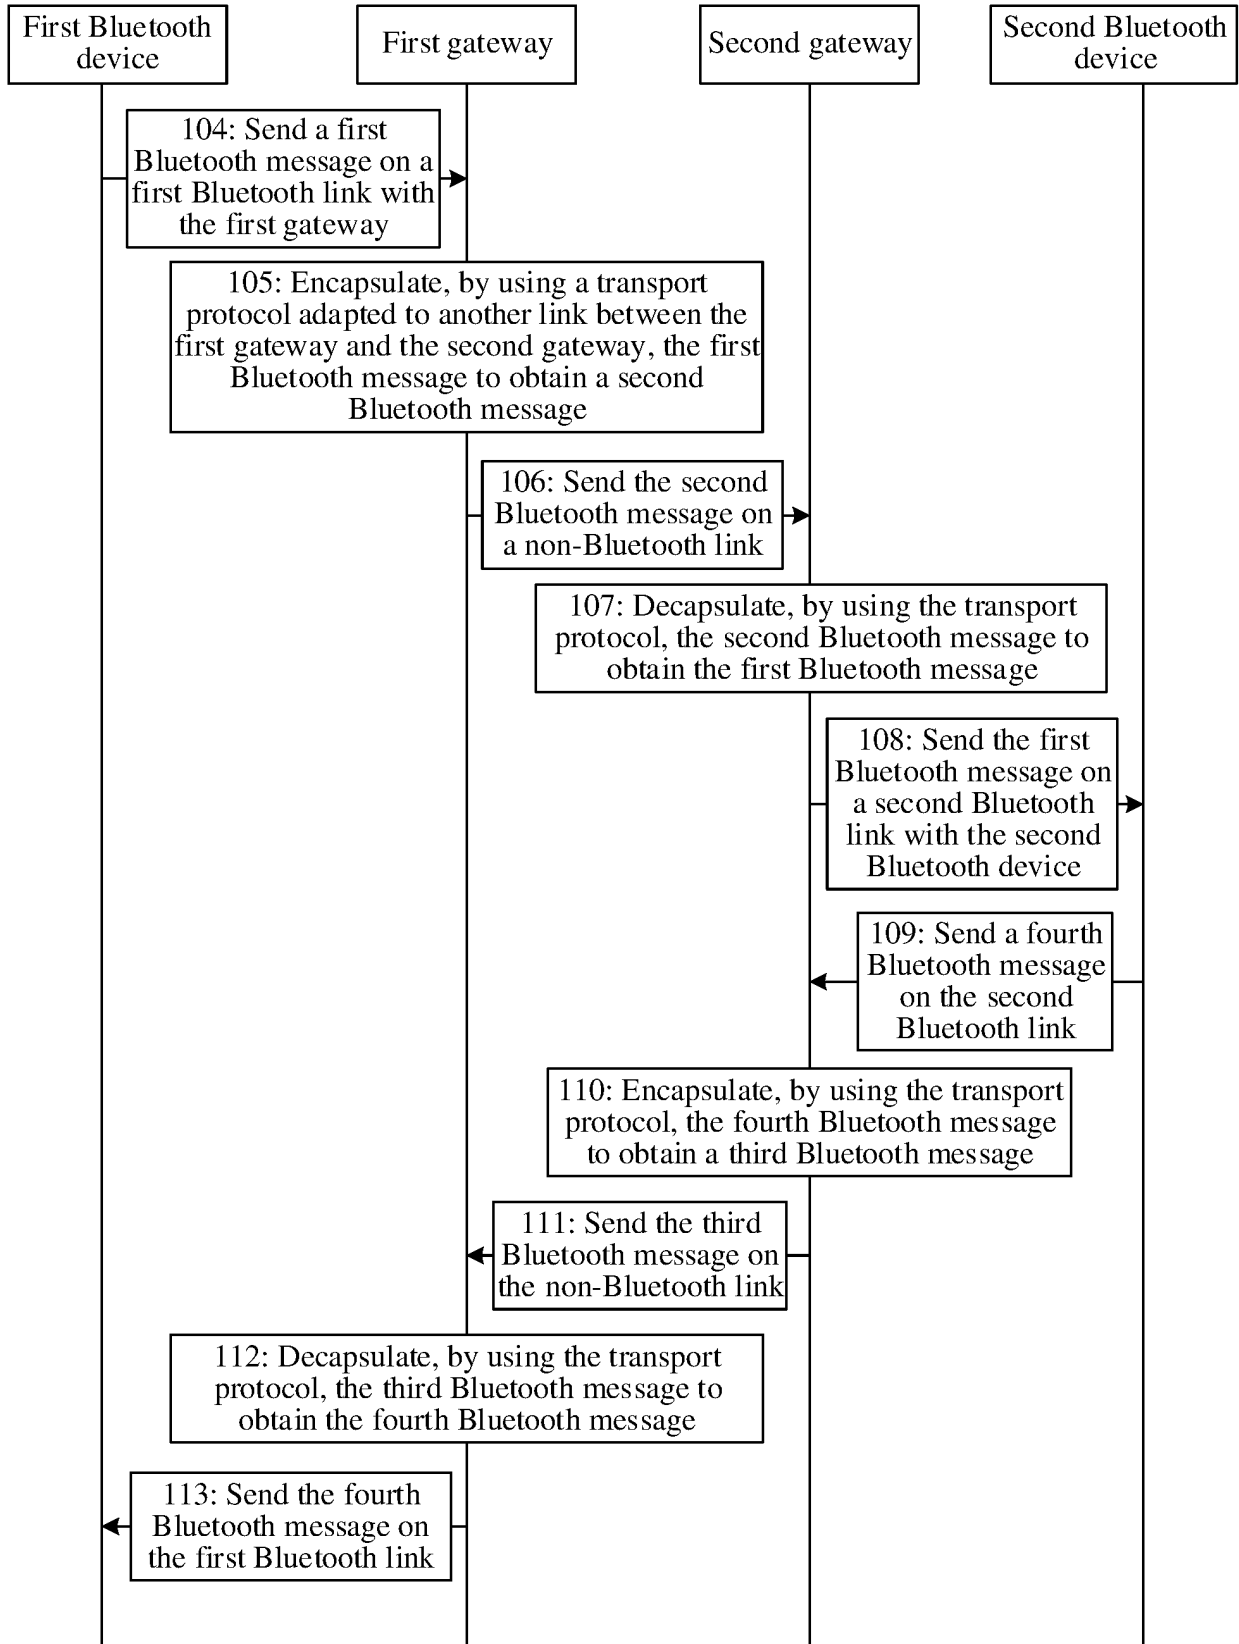 First Bluetooth
device
First gateway
Second gateway
Second Bluetooth
device
104: Send a first
Bluetooth message on a
first Bluetooth link with
the first gateway
105: Encapsulate, by using a transport
protocol adapted to another link between the
first gateway and the second gateway, the first
Bluetooth message to obtain a second
Bluetooth message
106: Send the second
Bluetooth message on
a non-Bluetooth link
107: Decapsulate, by using the transport
protocol, the second Bluetooth message to
obtain the first Bluetooth message
108: Send the first
Bluetooth message on
a second Bluetooth
link with the second
Bluetooth device
109: Send a fourth
Bluetooth message
on the second
Bluetooth link
110: Encapsulate, by using the transport
protocol, the fourth Bluetooth message
to obtain a third Bluetooth message
111: Send the third
Bluetooth message on
the non-Bluetooth link
112: Decapsulate, by using the transport
protocol, the third Bluetooth message to
obtain the fourth Bluetooth message
113: Send the fourth
Bluetooth message on
the first Bluetooth link